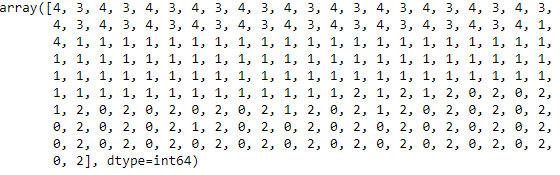 array([4, 3, 4, 3, 4, 3, 4, 3, 4, 3, 4, 3, 4, 3, 4, 3, 4, 3, 4, 3, 4, 3,
4, 3, 4, 3, 4, 3, 4, 3, 4, 3, 4, 3, 4, 3, 4, 3, 4, 3, 4, 1,
4, 1, 1, 1, 1, 1, 1, 1, 1, 1, 1, 1, 1, 1, 1, 1, 1, 1, 1, 1, 1, 1,
1, 1, 1, 1, 1, 1, 1, 1, 1, 1, 1, 1, 1, 1, 1, 1, 1, 1, 1, 1, 1, 1,
1, 1, 1, 1, 1, 1, 1, 1, 1, 1, 1, 1, 1, 1, 1, 1, 1, 1, 1, 1, 1, 1,
1, 1, 1, 1, 1, 1, 1, 1, 1, 1, 1, 1, 1, 2, 1, 2, 1, 2, 0, 2, 0, 2,
1, 2, 0, 2, 0, 2, 0, 2, 0, 2, 1, 2, 0, 2, 1, 2, 0, 2, 0, 2, 0, 2,
0, 2, 0, 2, 0, 2, 1, 2, 0, 2, 0, 2, 0, 2, 0, 2, 0, 2, 0, 2, 0, 2,
0, 2, 0, 2, 0, 2, 0, 2, 0, 2, 0, 2, 0, 2, 0, 2, 0, 2, 0, 2, 0, 2,
0, 2], dtype=int64)